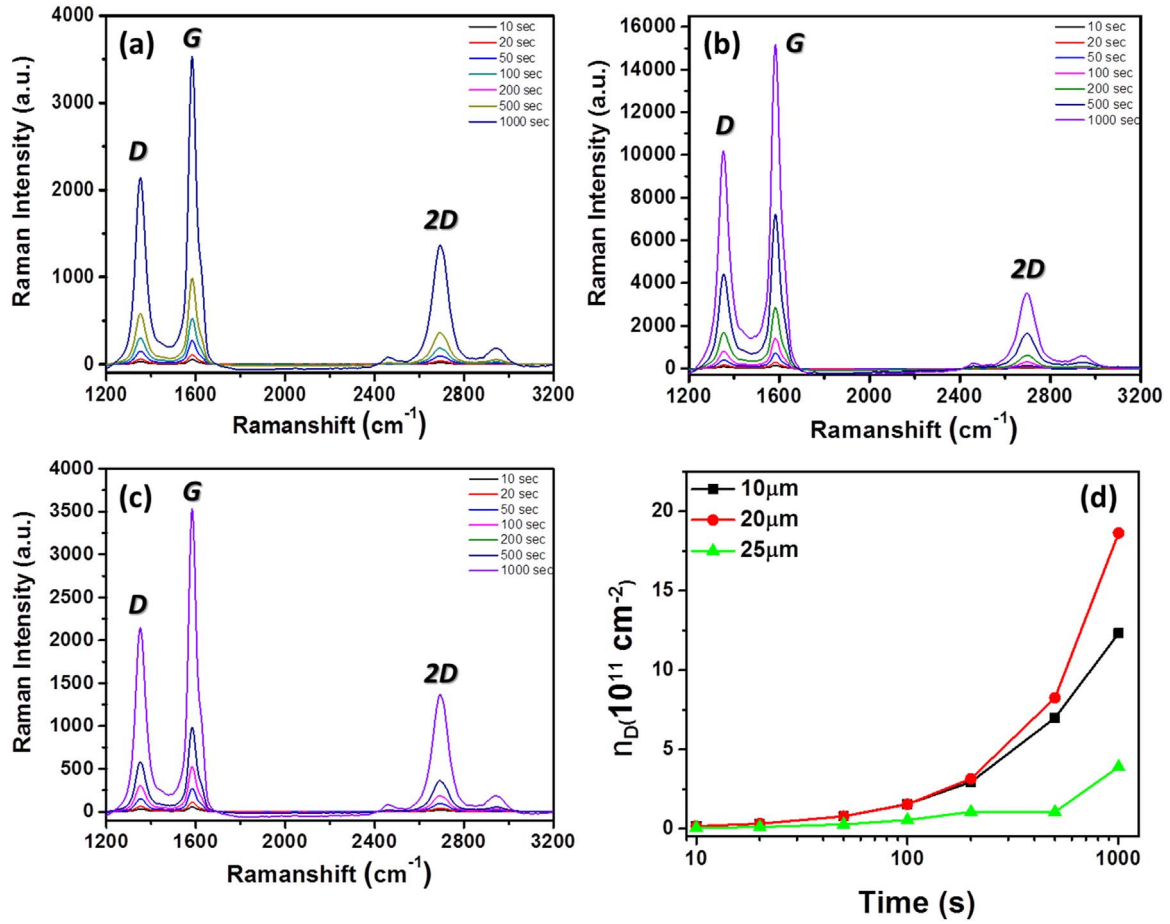 (a)
D
G
2D
10 sec
20 sec
50 sec
100 sec
200 sec
500 sec
1000 sec
4000
3000
2000
1000
0
Raman Intensity (a.u.)
1200 1600 2000 2400 2800 3200
Ramanshift (cm⁻¹)
(b)
D
G
2D
10 sec
20 sec
50 sec
100 sec
200 sec
500 sec
1000 sec
16000
14000
12000
10000
8000
6000
4000
2000
0
Raman Intensity (a.u.)
1200 1600 2000 2400 2800 3200
Ramanshift (cm⁻¹)
(c)
D
G
2D
10 sec
20 sec
50 sec
100 sec
200 sec
500 sec
1000 sec
4000
3500
3000
2500
2000
1500
1000
500
0
Raman Intensity (a.u.)
1200 1600 2000 2400 2800 3200
Ramanshift (cm⁻¹)
(d)
10μm
20μm
25μm
20
15
10
5
0
n_D(10¹¹ cm⁻²)
10 100 1000
Time (s)